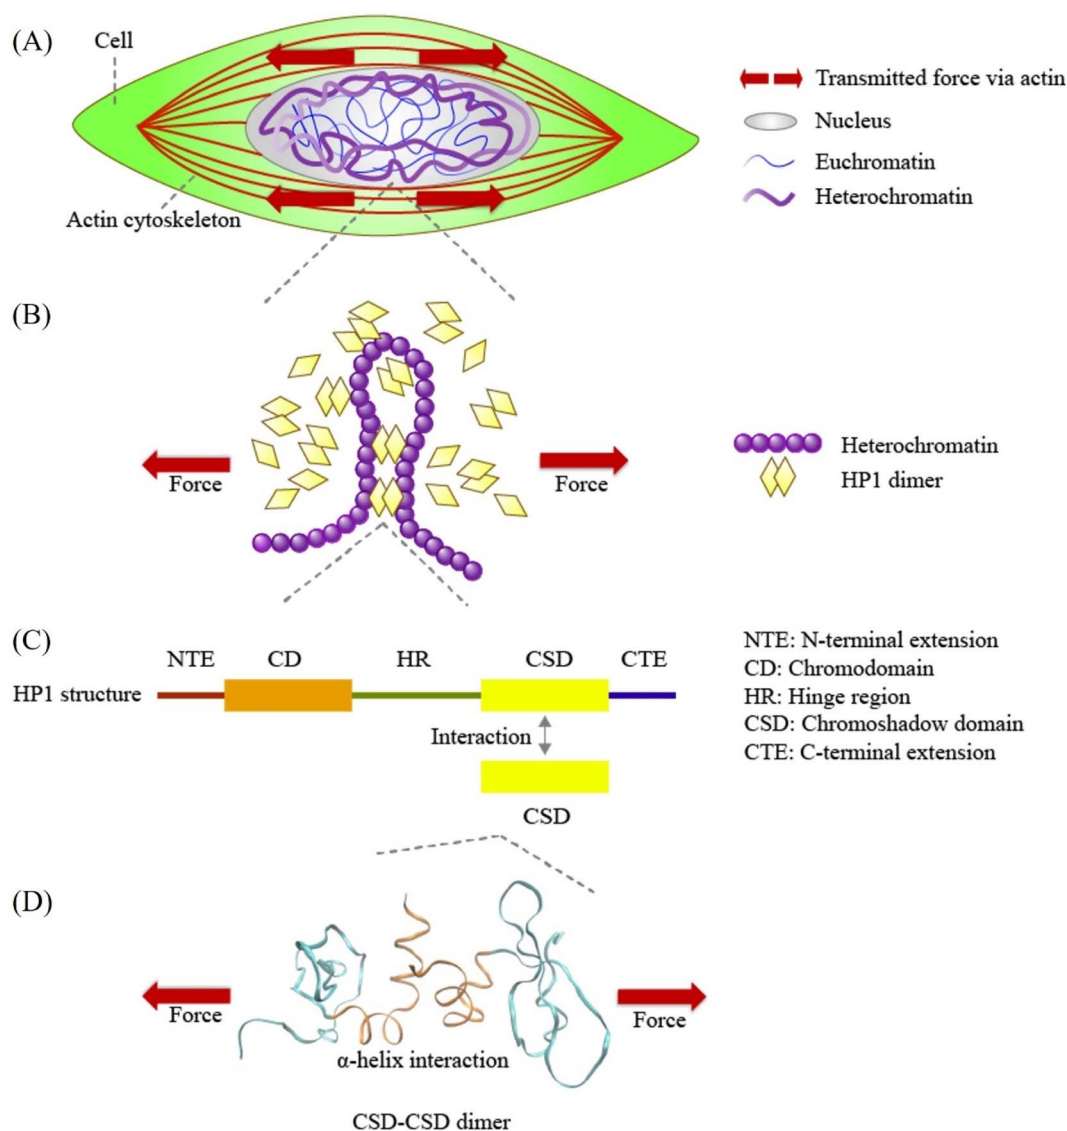 (A)
Cell
Actin cytoskeleton
Transmitted force via actin
Nucleus
Euchromatin
Heterochromatin
(B)
Force
Force
Heterochromatin
HP1 dimer
(C)
NTE CD HR CSD CTE
HP1 structure
Interaction
CSD
NTE: N-terminal extension
CD: Chromodomain
HR: Hinge region
CSD: Chromoshadow domain
CTE: C-terminal extension
(D)
Force
Force
α-helix interaction
CSD-CSD dimer